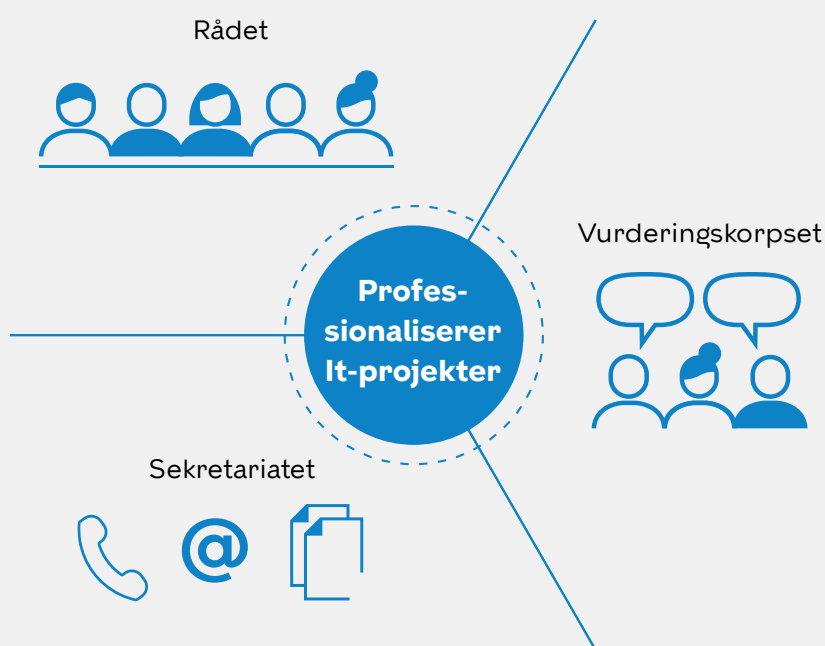 Rådet
Vurderingskorpset
Profes-
sionaliserer
It-projekter
Sekretariatet
@